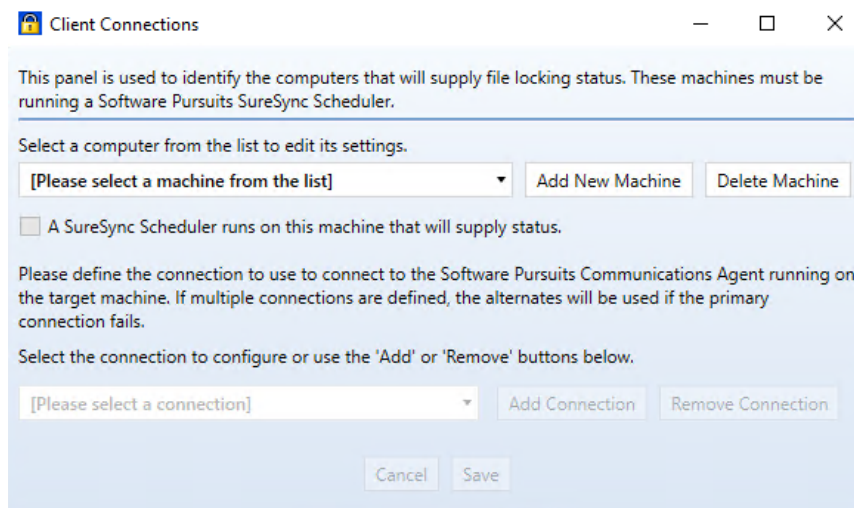 Client Connections
This panel is used to identify the computers that will supply file locking status. These machines must be
running a Software Pursuits SureSync Scheduler.
Select a computer from the list to edit its settings.
[Please select a machine from the list] Add New Machine Delete Machine
A SureSync Scheduler runs on this machine that will supply status.
Please define the connection to use to connect to the Software Pursuits Communications Agent running on
the target machine. If multiple connections are defined, the alternates will be used if the primary
connection fails.
Select the connection to configure or use the 'Add' or 'Remove' buttons below.
[Please select a connection] Add Connection Remove Connection
Cancel Save